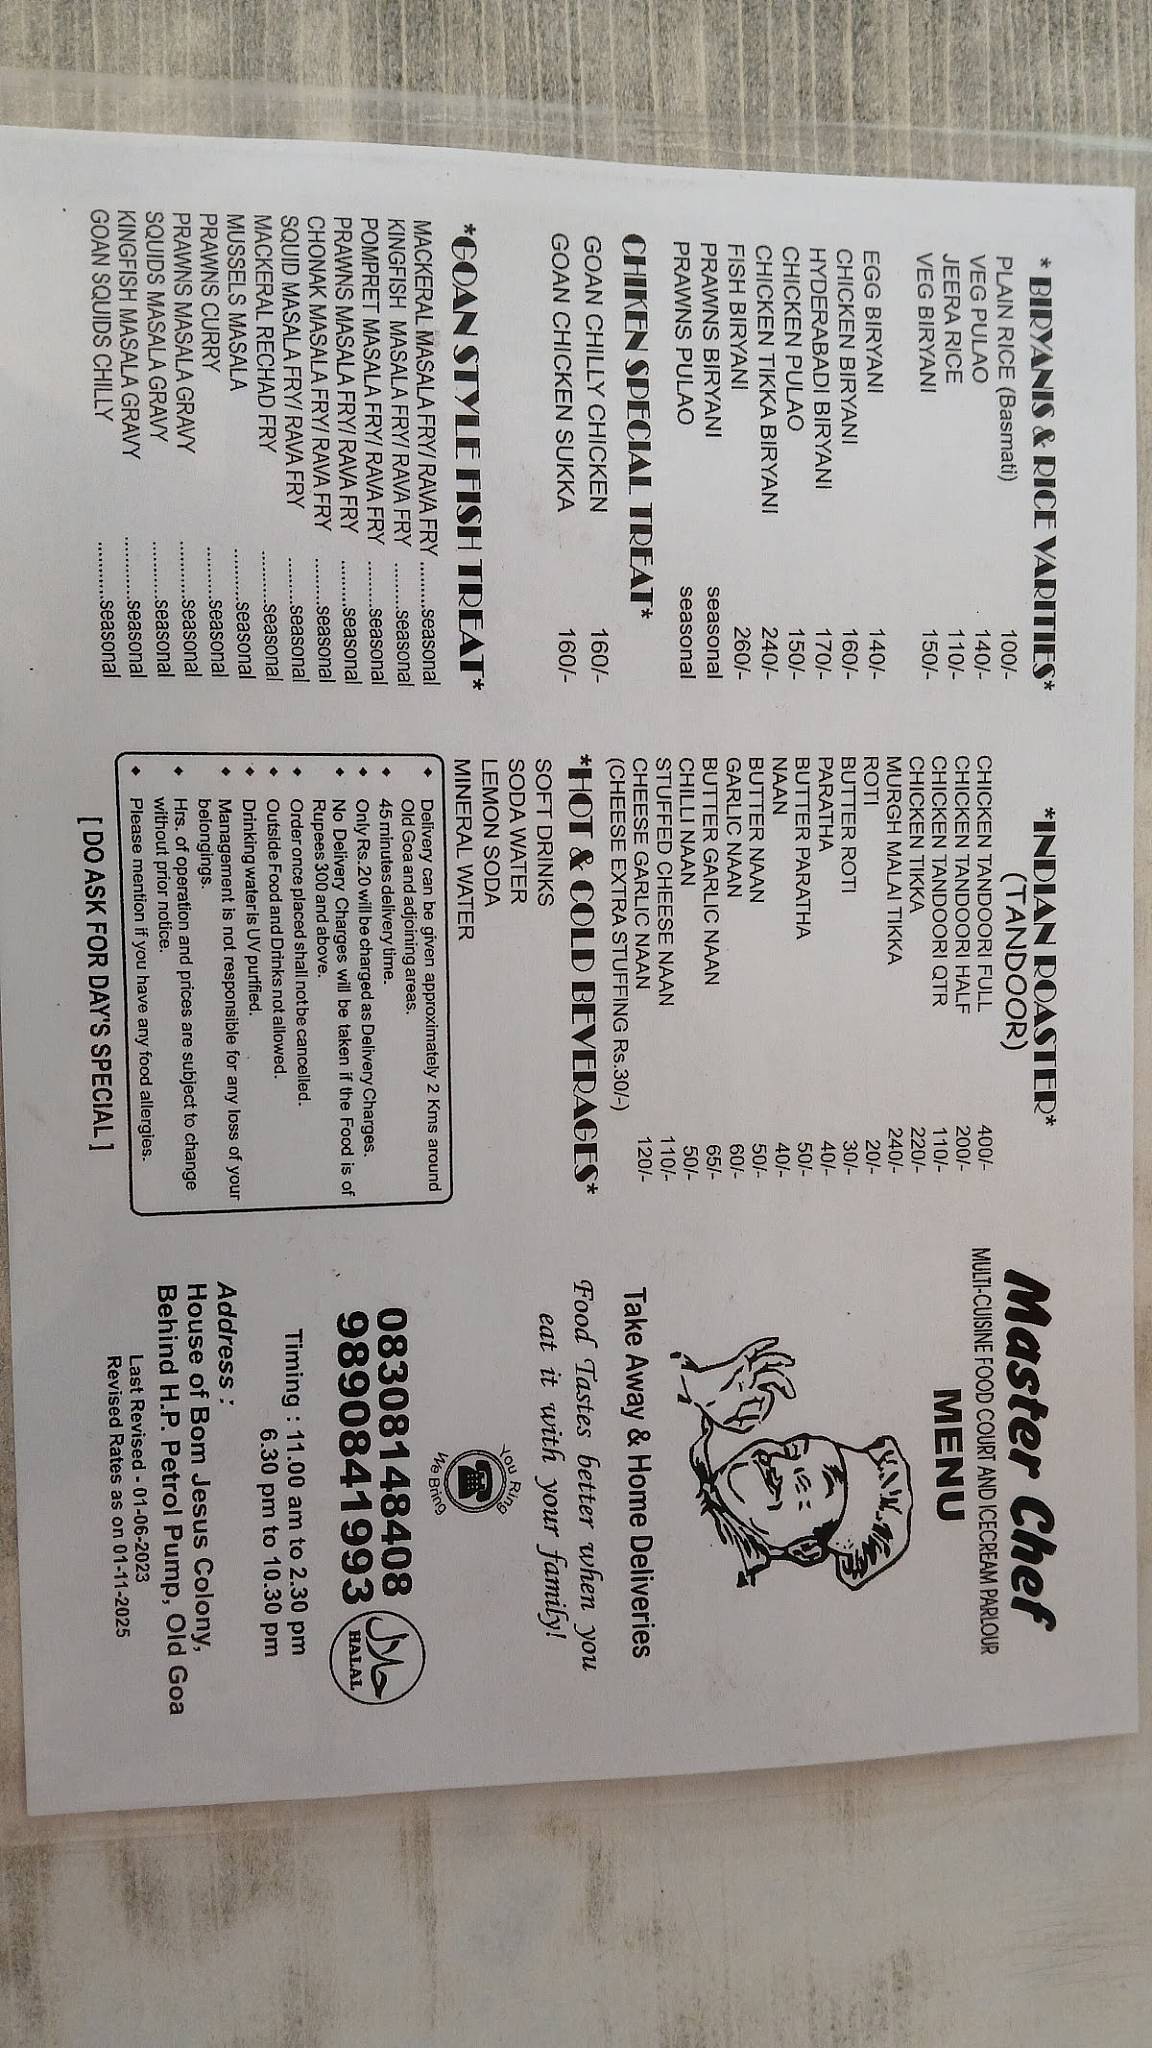 *BIRYANIS & RICE VARITIES*
PLAIN RICE (Basmati) 100/-
VEG PULAO 140/-
JEERA RICE 110/-
VEG BIRYANI 150/-
EGG BIRYANI 140/-
CHICKEN BIRYANI 160/-
HYDERABADI BIRYANI 170/-
CHICKEN PULAO 150/-
CHICKEN TIKKA BIRYANI 240/-
FISH BIRYANI 260/-
PRAWNS BIRYANI seasonal
PRAWNS PULAO seasonal
CHIKEN SPECIAL TREAT*
GOAN CHILLY CHICKEN 160/-
GOAN CHICKEN SUKKA 160/-
*GOAN STYLE FISH TREAT*
MACKERAL MASALA FRY/ RAVA FRY ........seasonal
KINGFISH MASALA FRY/ RAVA FRY ........seasonal
POMPRET MASALA FRY/ RAVA FRY ........seasonal
PRAWNS MASALA FRY/ RAVA FRY ........seasonal
CHONAK MASALA FRY/ RAVA FRY ........seasonal
SQUID MASALA FRY/ RAVA FRY ........seasonal
MACKERAL RECHAD FRY ..........seasonal
MUSSELS MASALA ..........seasonal
PRAWNS CURRY ..........seasonal
PRAWNS MASALA GRAVY ..........seasonal
SQUIDS MASALA GRAVY ..........seasonal
KINGFISH MASALA GRAVY ..........seasonal
GOAN SQUIDS CHILLY ..........seasonal
*INDIAN ROASTER*
(TANDOOR)
CHICKEN TANDOORI FULL 400/-
CHICKEN TANDOORI HALF 200/-
CHICKEN TANDOORI QTR 110/-
CHICKEN TIKKA 220/-
MURGH MALAI TIKKA 240/-
ROTI 20/-
BUTTER ROTI 30/-
PARATHA 40/-
BUTTER PARATHA 50/-
NAAN 40/-
BUTTER NAAN 50/-
GARLIC NAAN 60/-
BUTTER GARLIC NAAN 65/-
CHILLI NAAN 50/-
STUFFED CHEESE NAAN 110/-
CHEESE GARLIC NAAN 120/-
(CHEESE EXTRA STUFFING Rs.30/-)
*HOT & COLD BEVERAGES*
SOFT DRINKS
SODA WATER
LEMON SODA
MINERAL WATER
♦ Delivery can be given approximately 2 Kms around
Old Goa and adjoining areas.
♦ 45 minutes delivery time.
♦ Only Rs.20 will be charged as Delivery Charges.
♦ No Delivery Charges will be taken if the Food is of
Rupees 300 and above.
♦ Order once placed shall not be cancelled.
♦ Outside Food and Drinks not allowed.
♦ Drinking water is UV purified.
♦ Management is not responsible for any loss of your
belongings.
♦ Hrs. of operation and prices are subject to change
without prior notice.
♦ Please mention if you have any food allergies.
[ DO ASK FOR DAY'S SPECIAL ]
Master Chef
MULTI-CUISINE FOOD COURT AND ICECREAM PARLOUR
MENU
Take Away & Home Deliveries
Food Tastes better when you
eat it with your family!
You Ring
We Bring
08308148408
9890841993
حلال
HALAL
Timing : 11.00 am to 2.30 pm
6.30 pm to 10.30 pm
Address :
House of Bom Jesus Colony,
Behind H.P. Petrol Pump, Old Goa
Last Revised - 01-06-2023
Revised Rates as on 01-11-2025